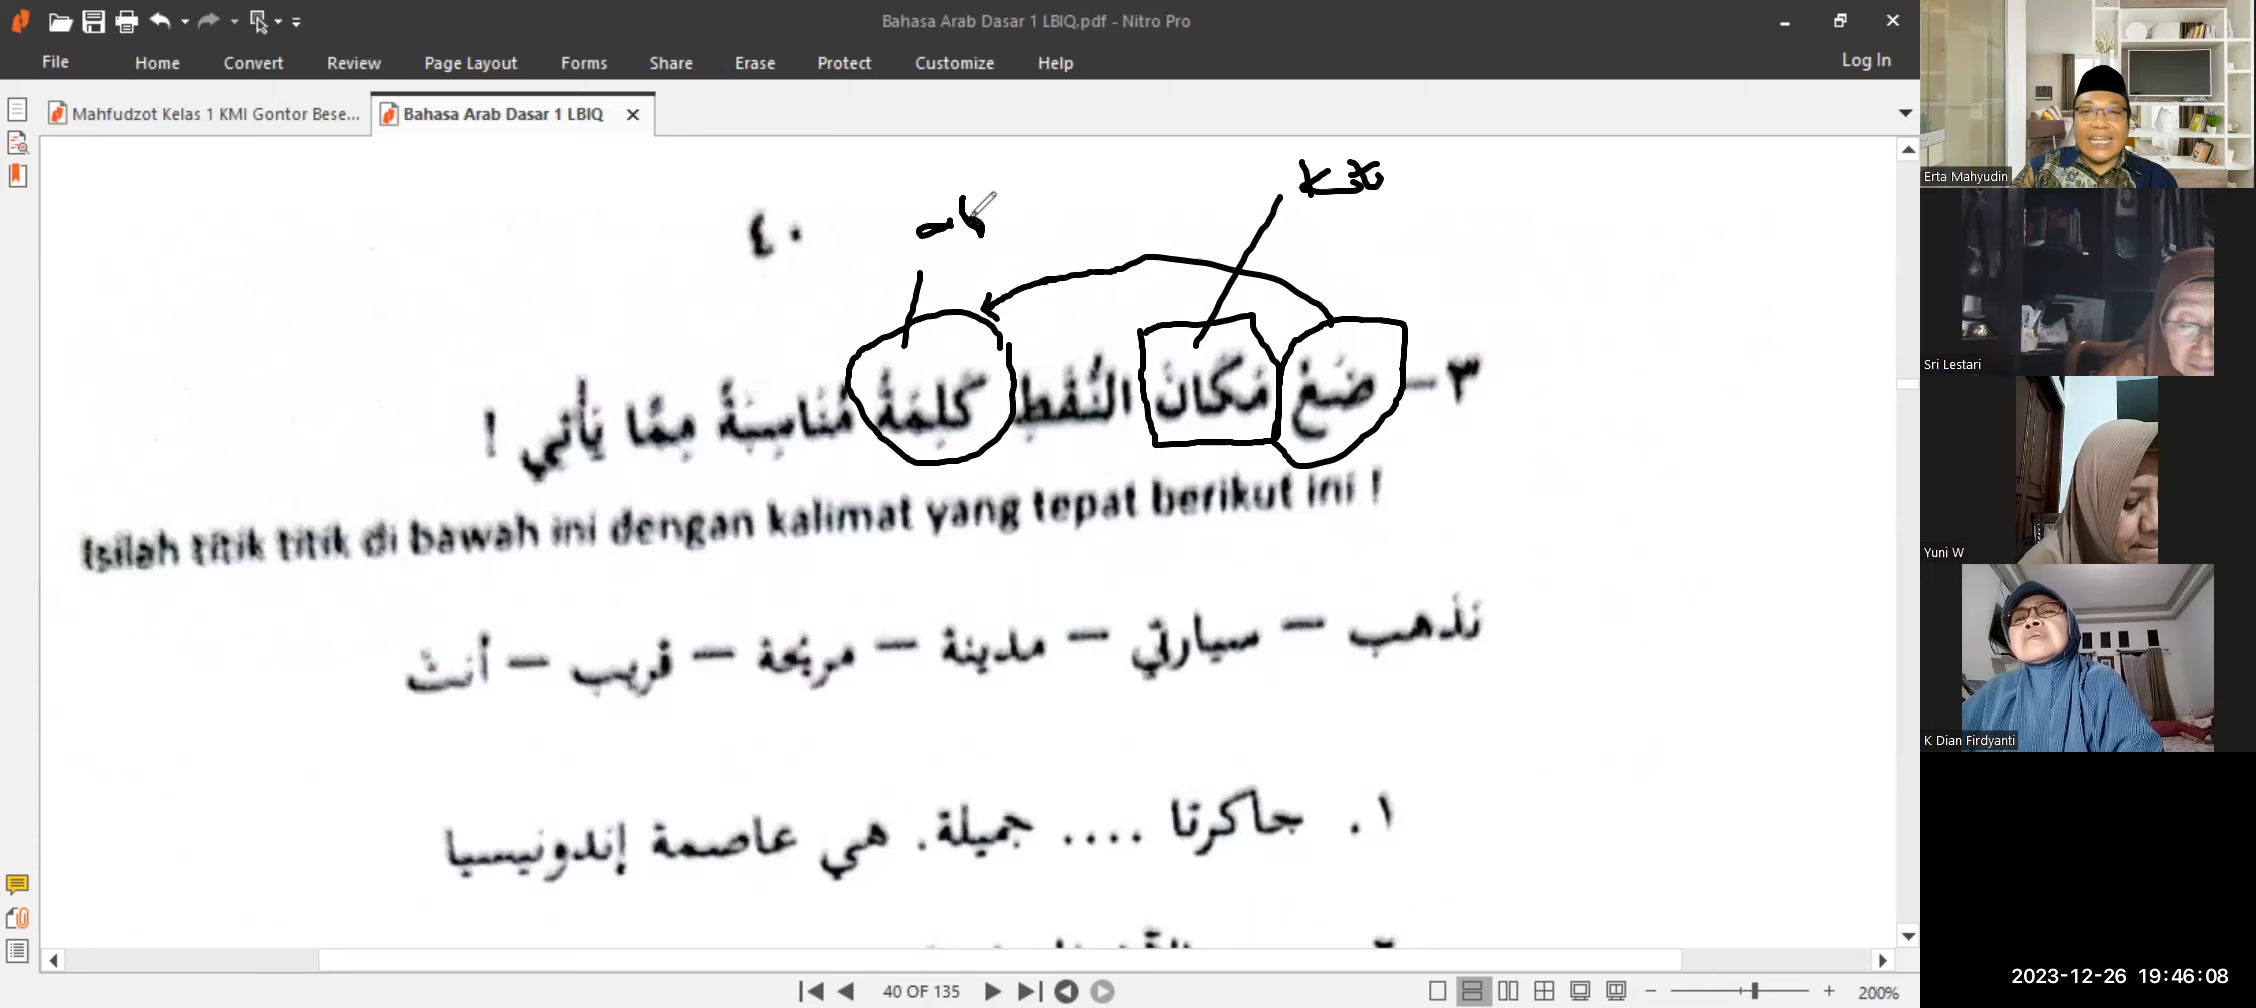 Bahasa Arab Dasar 1 LBIQ.pdf - Nitro Pro
File Home Convert Review Page Layout Forms Share Erase Protect Customize Help Log In
Mahfudzot Kelas 1 KMI Gontor Bese... Bahasa Arab Dasar 1 LBIQ
٤٠
٣- ضَعْ مَكَانَ النُّقَطِ كَلِمَةً مُنَاسِبَةً مِمَّا يَأْتِي !
Isilah titik titik di bawah ini dengan kalimat yang tepat berikut ini !
نذهب – سيارتي – مدينة – مريحة – قريب – أنت
١. جاكرتا .... جميلة. هي عاصمة إندونيسيا
40 OF 135
200%
Erta Mahyudin
Sri Lestari
Yuni W
K Dian Firdyanti
2023-12-26 19:46:08